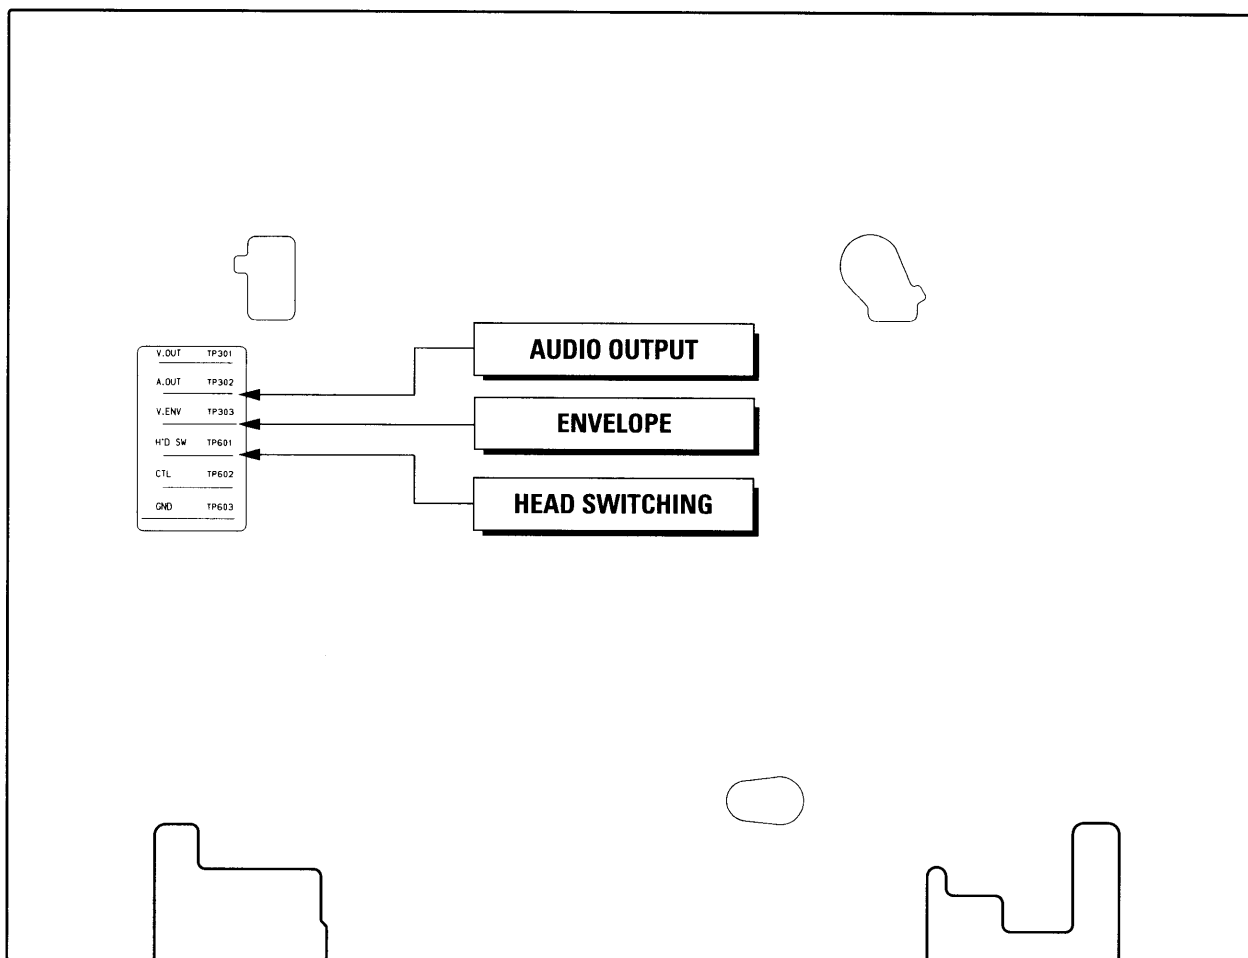 V.OUT TP301
A.OUT TP302
V.ENV TP303
H'D SW TP601
CTL TP602
GND TP603
AUDIO OUTPUT
ENVELOPE
HEAD SWITCHING